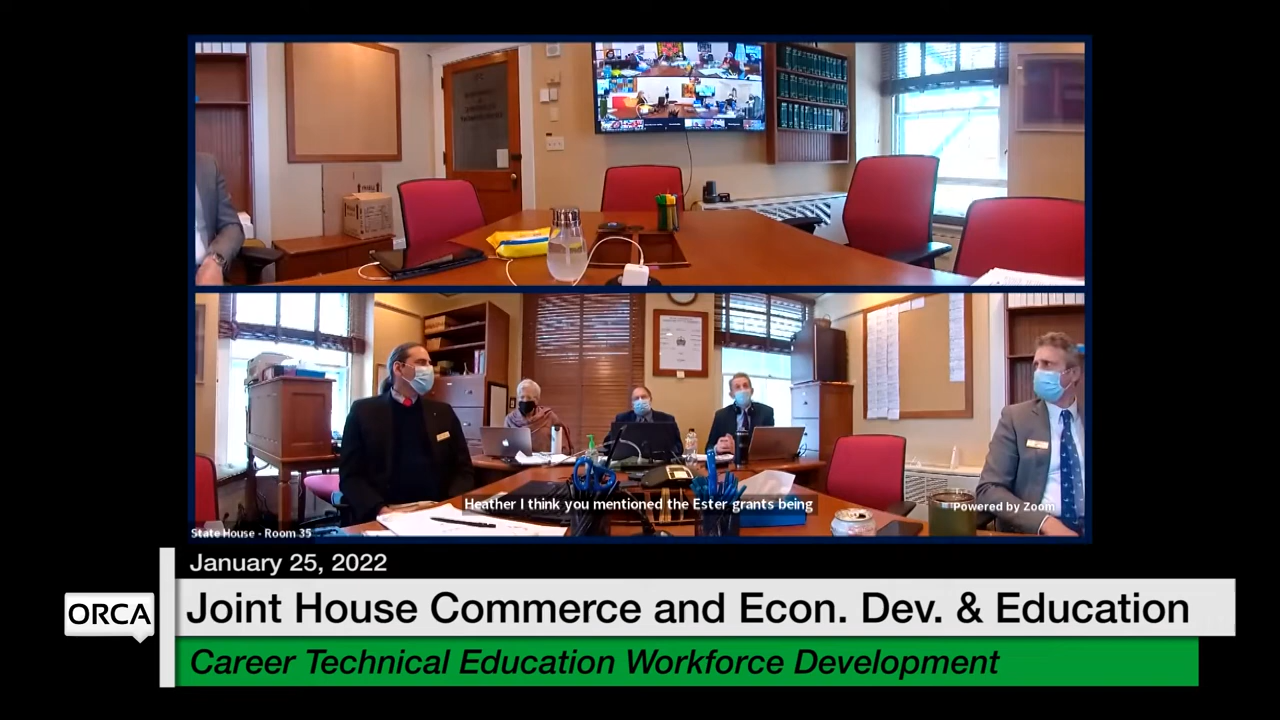 Heather I think you mentioned the Ester grants being
Powered by Zoom
State House - Room 35
January 25, 2022
ORCA
Joint House Commerce and Econ. Dev. & Education
Career Technical Education Workforce Development